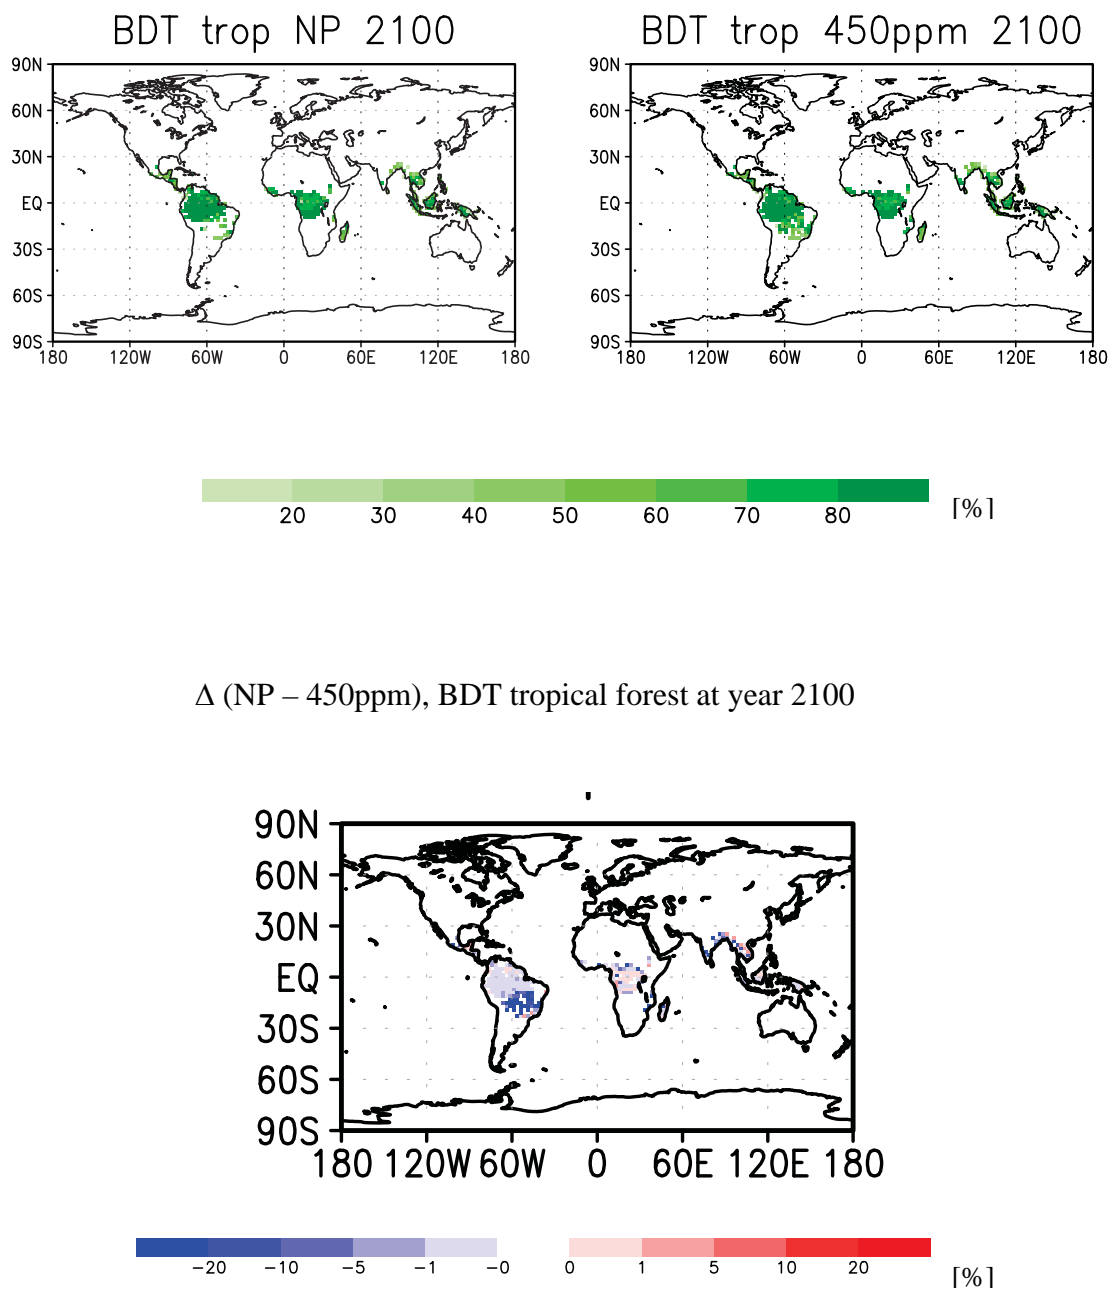 BDT trop NP 2100
BDT trop 450ppm 2100
90N
60N
30N
EQ
30S
60S
90S
180 120W 60W 0 60E 120E 180
90N
60N
30N
EQ
30S
60S
90S
180 120W 60W 0 60E 120E 180
20 30 40 50 60 70 80 [%]
Δ (NP – 450ppm), BDT tropical forest at year 2100
90N
60N
30N
EQ
30S
60S
90S
180 120W 60W 0 60E 120E 180
−20 −10 −5 −1 −0 0 1 5 10 20 [%]